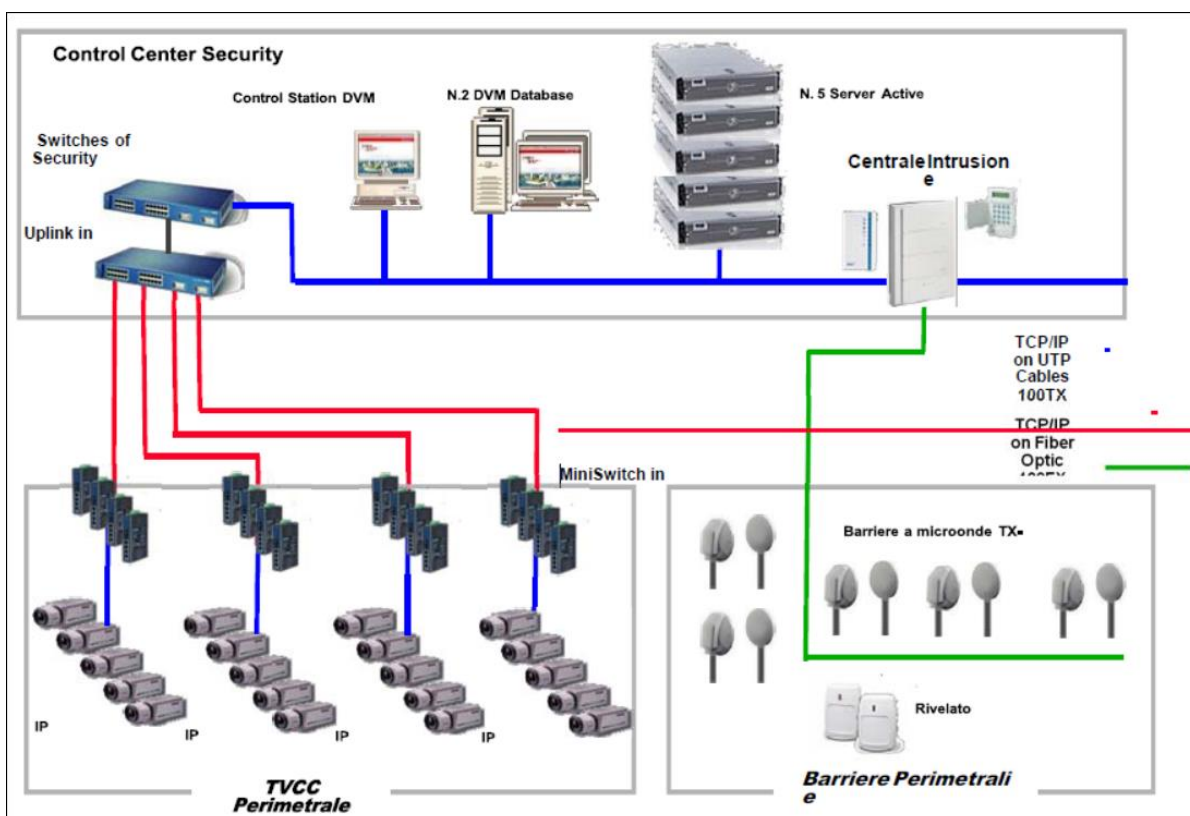 Control Center Security
Control Station DVM
N.2 DVM Database
N. 5 Server Active
Switches of
Security
Centrale Intrusion
e
Uplink in
TCP/IP
on UTP
Cables
100TX
TCP/IP
on Fiber
Optic
MiniSwitch in
Barriere a microonde TX-
Rivelato
IP
IP
IP
IP
TVCC
Perimetrale
Barriere Perimetrali
e